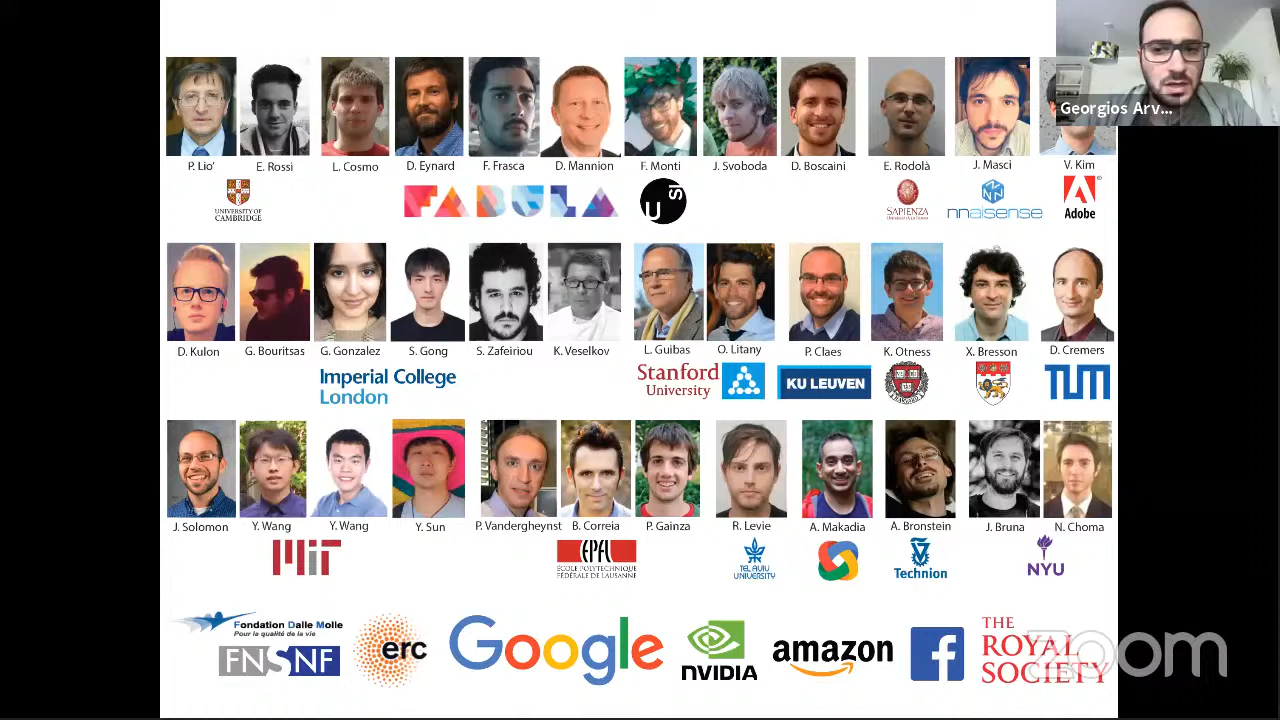 Georgios Arv...
P. Lio' E. Rossi L. Cosmo D. Eynard F. Frasca D. Mannion F. Monti J. Svoboda D. Boscaini E. Rodolà J. Masci V. Kim
UNIVERSITY OF
CAMBRIDGE
FABULA
USI
SAPIENZA
nnaisense
Adobe
D. Kulon G. Bouritsas G. Gonzalez S. Gong S. Zafeiriou K. Veselkov L. Guibas O. Litany P. Claes K. Otness X. Bresson D. Cremers
Imperial College
London
Stanford
University
KU LEUVEN
TUM
J. Solomon Y. Wang Y. Wang Y. Sun P. Vandergheynst B. Correia P. Gainza R. Levie A. Makadia A. Bronstein J. Bruna N. Choma
MIT
EPFL
ÉCOLE POLYTECHNIQUE
FÉDÉRALE DE LAUSANNE
TEL AVIV
UNIVERSITY
Technion
NYU
Fondation Dalle Molle
Pour la qualité de la vie
FNSNF
erc
Google
NVIDIA
amazon
f
THE
ROYAL
SOCIETY
zoom